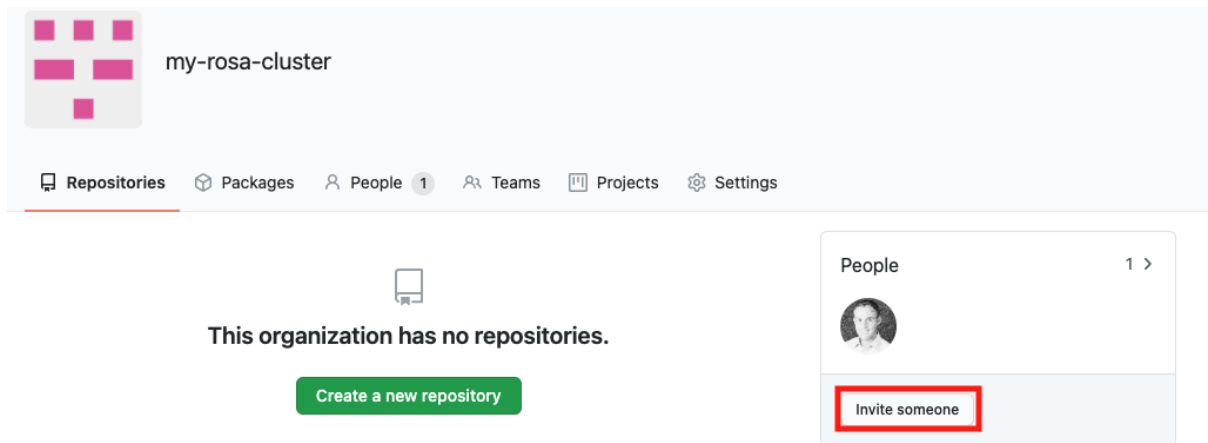 my-rosa-cluster
Repositories Packages People 1 Teams Projects Settings
People 1
This organization has no repositories.
Create a new repository
Invite someone